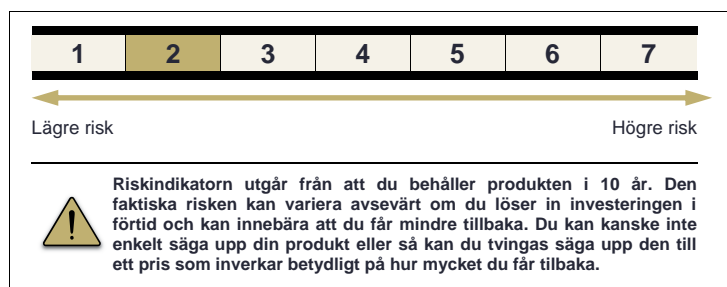 1 2 3 4 5 6 7
Lägre risk Högre risk
Riskindikatorn utgår från att du behåller produkten i 10 år. Den
faktiska risken kan variera avsevärt om du löser in investeringen i
förtid och kan innebära att du får mindre tillbaka. Du kan kanske inte
enkelt säga upp din produkt eller så kan du tvingas säga upp den till
ett pris som inverkar betydligt på hur mycket du får tilbaka.